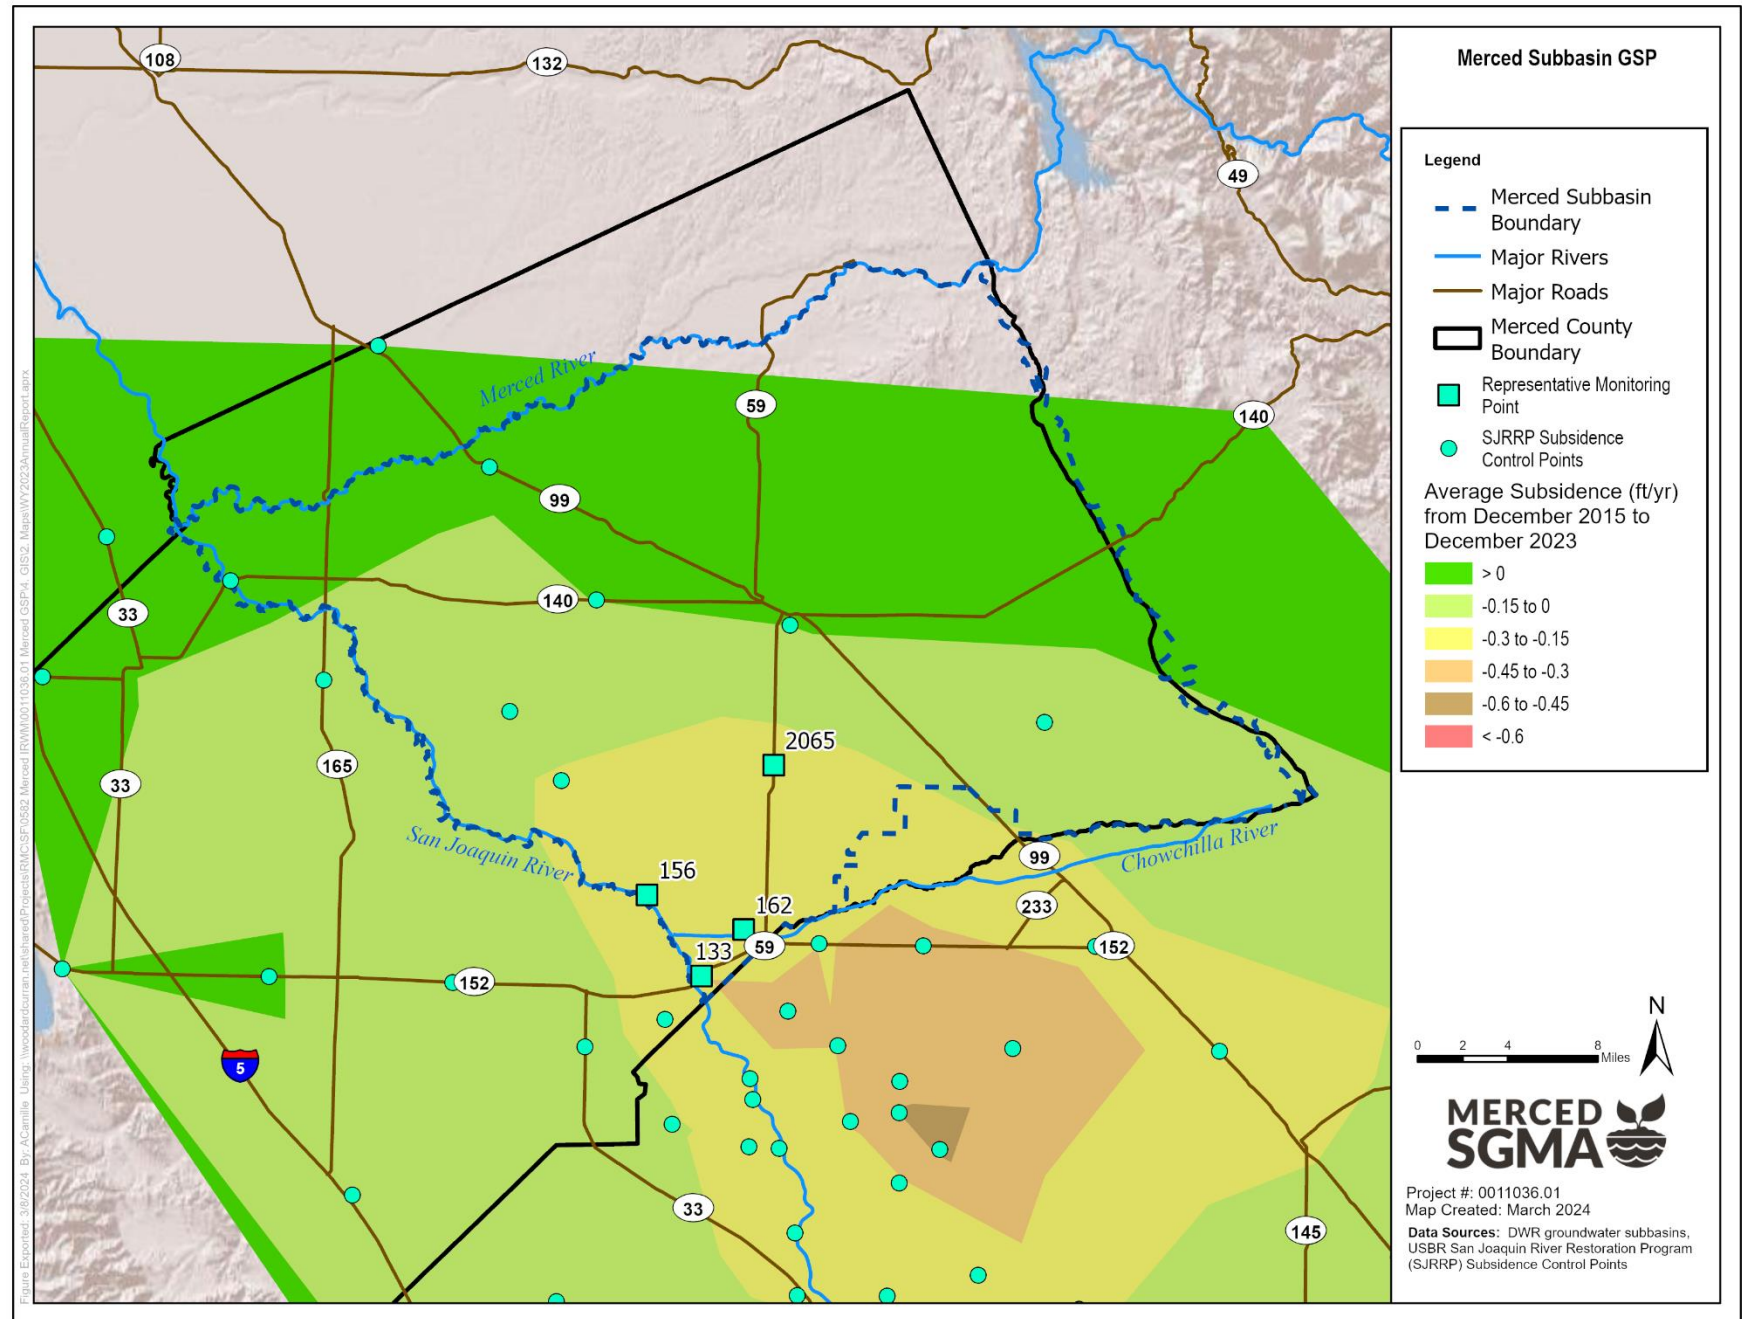 Merced Subbasin GSP
Legend
Merced Subbasin
Boundary
Major Rivers
Major Roads
Merced County
Boundary
Representative Monitoring
Point
SJRRP Subsidence
Control Points
Average Subsidence (ft/yr)
from December 2015 to
December 2023
> 0
-0.15 to 0
-0.3 to -0.15
-0.45 to -0.3
-0.6 to -0.45
< -0.6
108
132
49
Merced River
59
140
99
33
140
33
165
2065
San Joaquin River
156
162
133
59
99
Chowchilla River
233
152
152
5
33
145
N
0 2 4 8
Miles
MERCED
SGMA
Project #: 0011036.01
Map Created: March 2024
Data Sources: DWR groundwater subbasins,
USBR San Joaquin River Restoration Program
(SJRRP) Subsidence Control Points